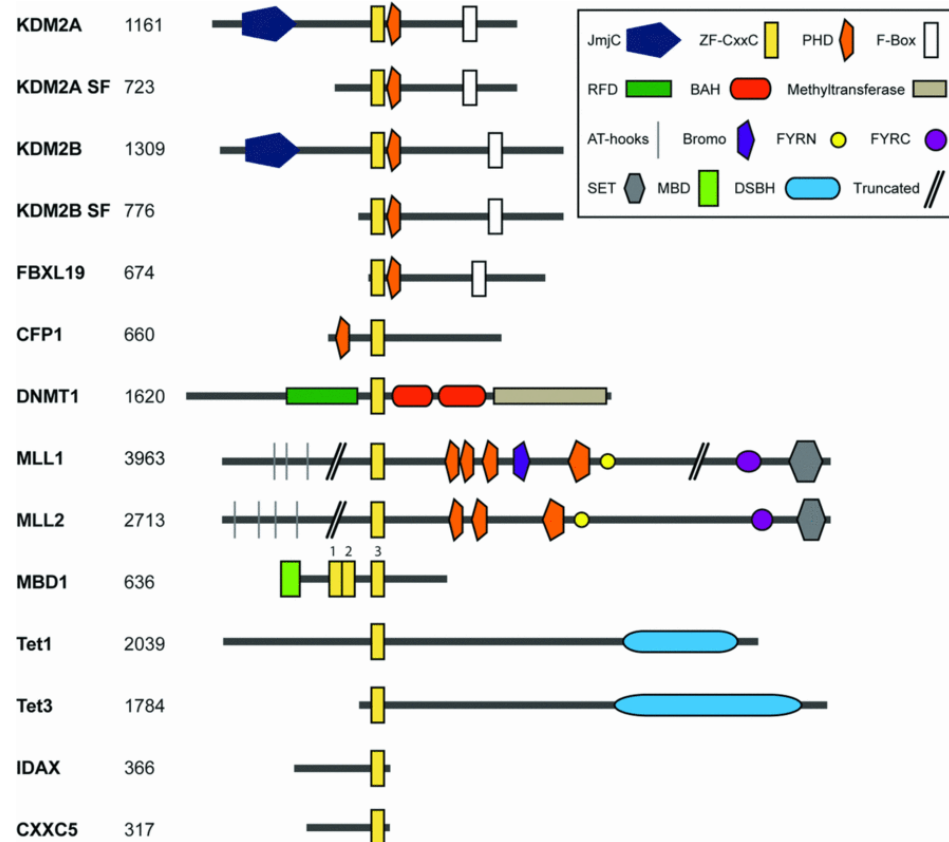 KDM2A 1161
JmjC ZF-CxxC PHD F-Box
KDM2A SF 723
RFD BAH Methyltransferase
KDM2B 1309
AT-hooks Bromo FYRN FYRC
SET MBD DSBH Truncated
KDM2B SF 776
FBXL19 674
CFP1 660
DNMT1 1620
MLL1 3963
MLL2 2713
1 2 3
MBD1 636
Tet1 2039
Tet3 1784
IDAX 366
CXXC5 317